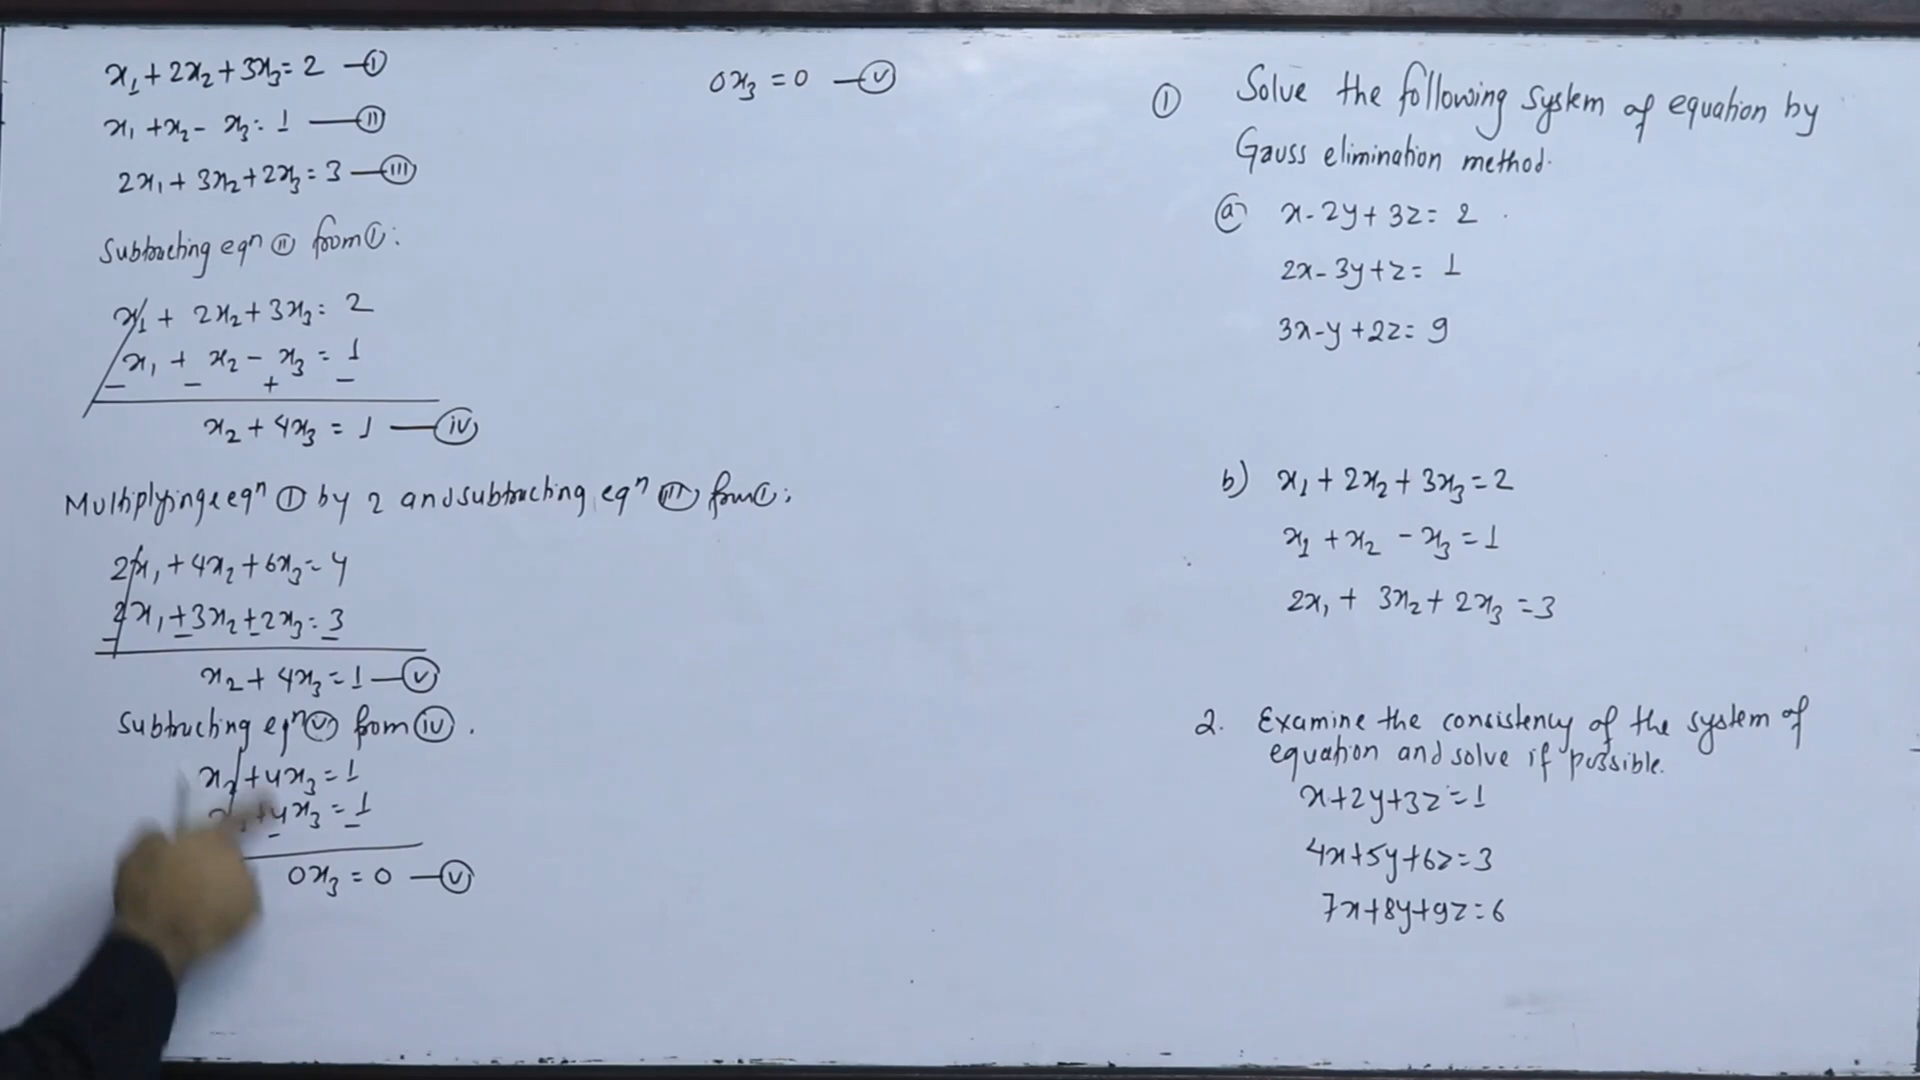 x₁ + 2x₂ + 3x₃ = 2 — (I)
x₁ + x₂ - x₃ = 1 — (II)
2x₁ + 3x₂ + 2x₃ = 3 — (III)
Subtracting eqⁿ (II) from (I):
x₁ + 2x₂ + 3x₃ = 2
x₁ + x₂ - x₃ = 1
− − + −
x₂ + 4x₃ = 1 — (iv)
Multiplying eqⁿ (I) by 2 and subtracting eqⁿ (III) from (I):
2x₁ + 4x₂ + 6x₃ = 4
2x₁ + 3x₂ + 2x₃ = 3
− − − −
x₂ + 4x₃ = 1 — (v)
Subtracting eqⁿ (v) from (iv).
x₂ + 4x₃ = 1
+ 4x₃ = 1
− −
0x₃ = 0 — (v)
0x₃ = 0 — (v)
(1) Solve the following system of equation by
Gauss elimination method.
(a) x - 2y + 3z = 2
2x - 3y + z = 1
3x - y + 2z = 9
b) x₁ + 2x₂ + 3x₃ = 2
x₁ + x₂ - x₃ = 1
2x₁ + 3x₂ + 2x₃ = 3
2. Examine the consistency of the system of
equation and solve if possible.
x + 2y + 3z = 1
4x + 5y + 6z = 3
7x + 8y + 9z = 6